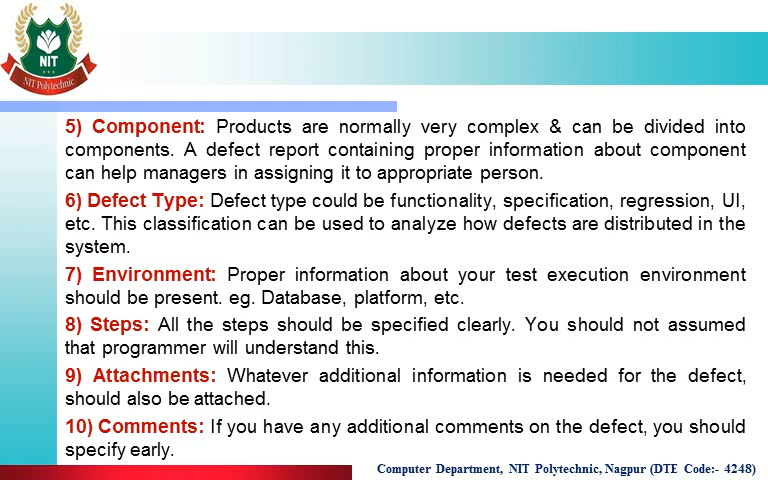 NIT
NIT Polytechnic
5) Component: Products are normally very complex & can be divided into
components. A defect report containing proper information about component
can help managers in assigning it to appropriate person.
6) Defect Type: Defect type could be functionality, specification, regression, UI,
etc. This classification can be used to analyze how defects are distributed in the
system.
7) Environment: Proper information about your test execution environment
should be present. eg. Database, platform, etc.
8) Steps: All the steps should be specified clearly. You should not assumed
that programmer will understand this.
9) Attachments: Whatever additional information is needed for the defect,
should also be attached.
10) Comments: If you have any additional comments on the defect, you should
specify early.
Computer Department, NIT Polytechnic, Nagpur (DTE Code:- 4248)